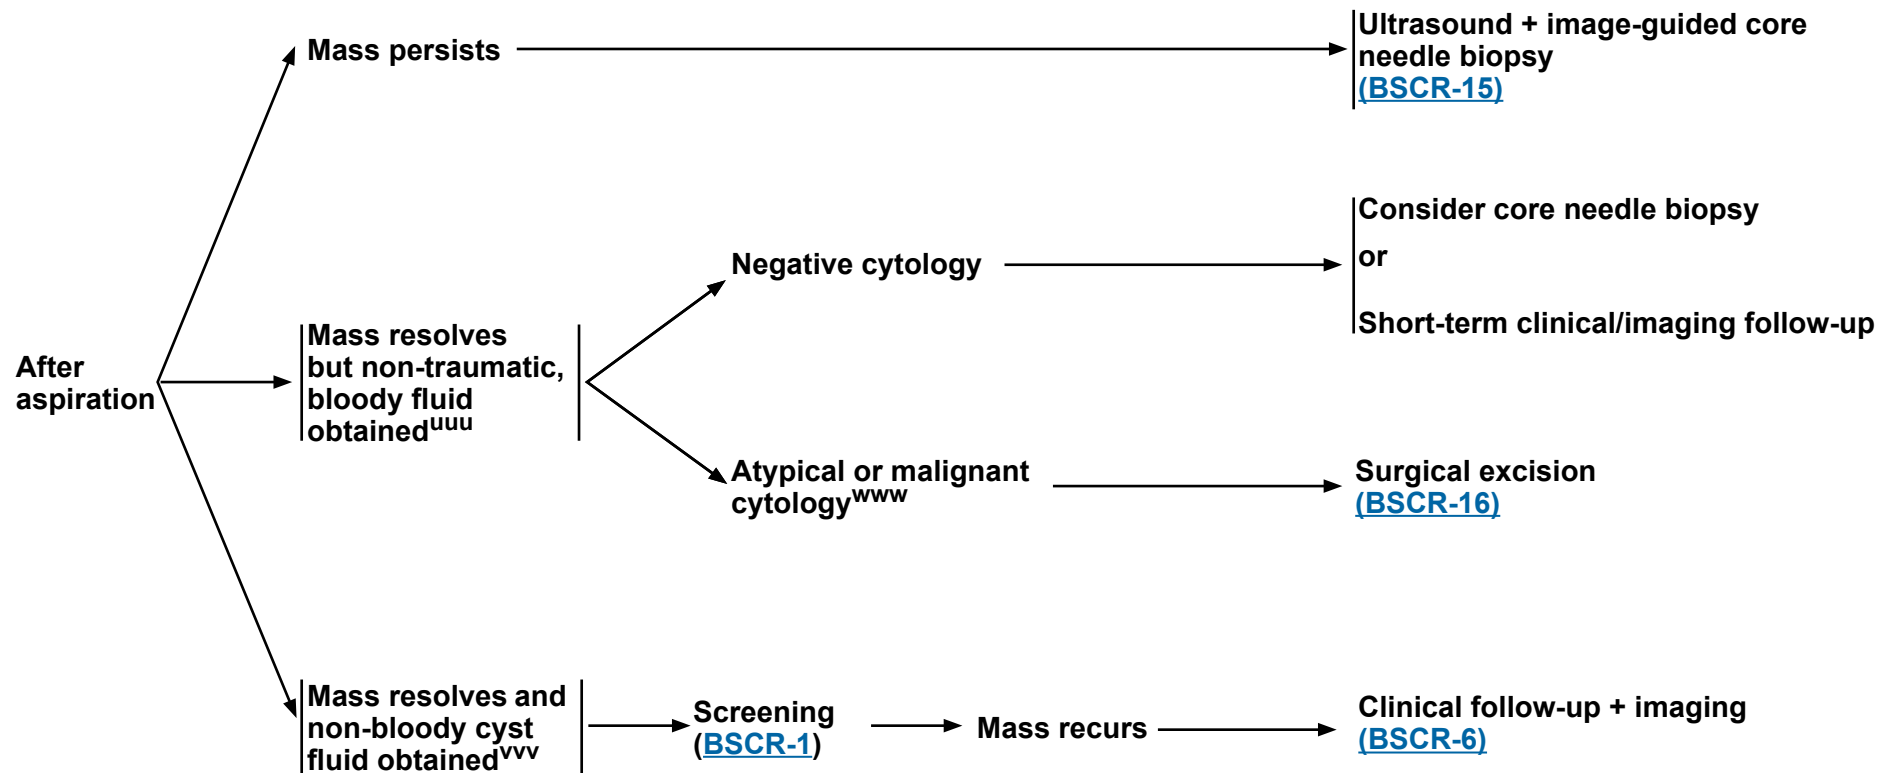 Mass persists
Ultrasound + image-guided core
needle biopsy
(BSCR-15)
Consider core needle biopsy
or
Short-term clinical/imaging follow-up
Negative cytology
After
aspiration
Mass resolves
but non-traumatic,
bloody fluid
obtaineduuu
Atypical or malignant
cytologywww
Surgical excision
(BSCR-16)
Mass resolves and
non-bloody cyst
fluid obtainedvvv
Screening
(BSCR-1)
Mass recurs
Clinical follow-up + imaging
(BSCR-6)